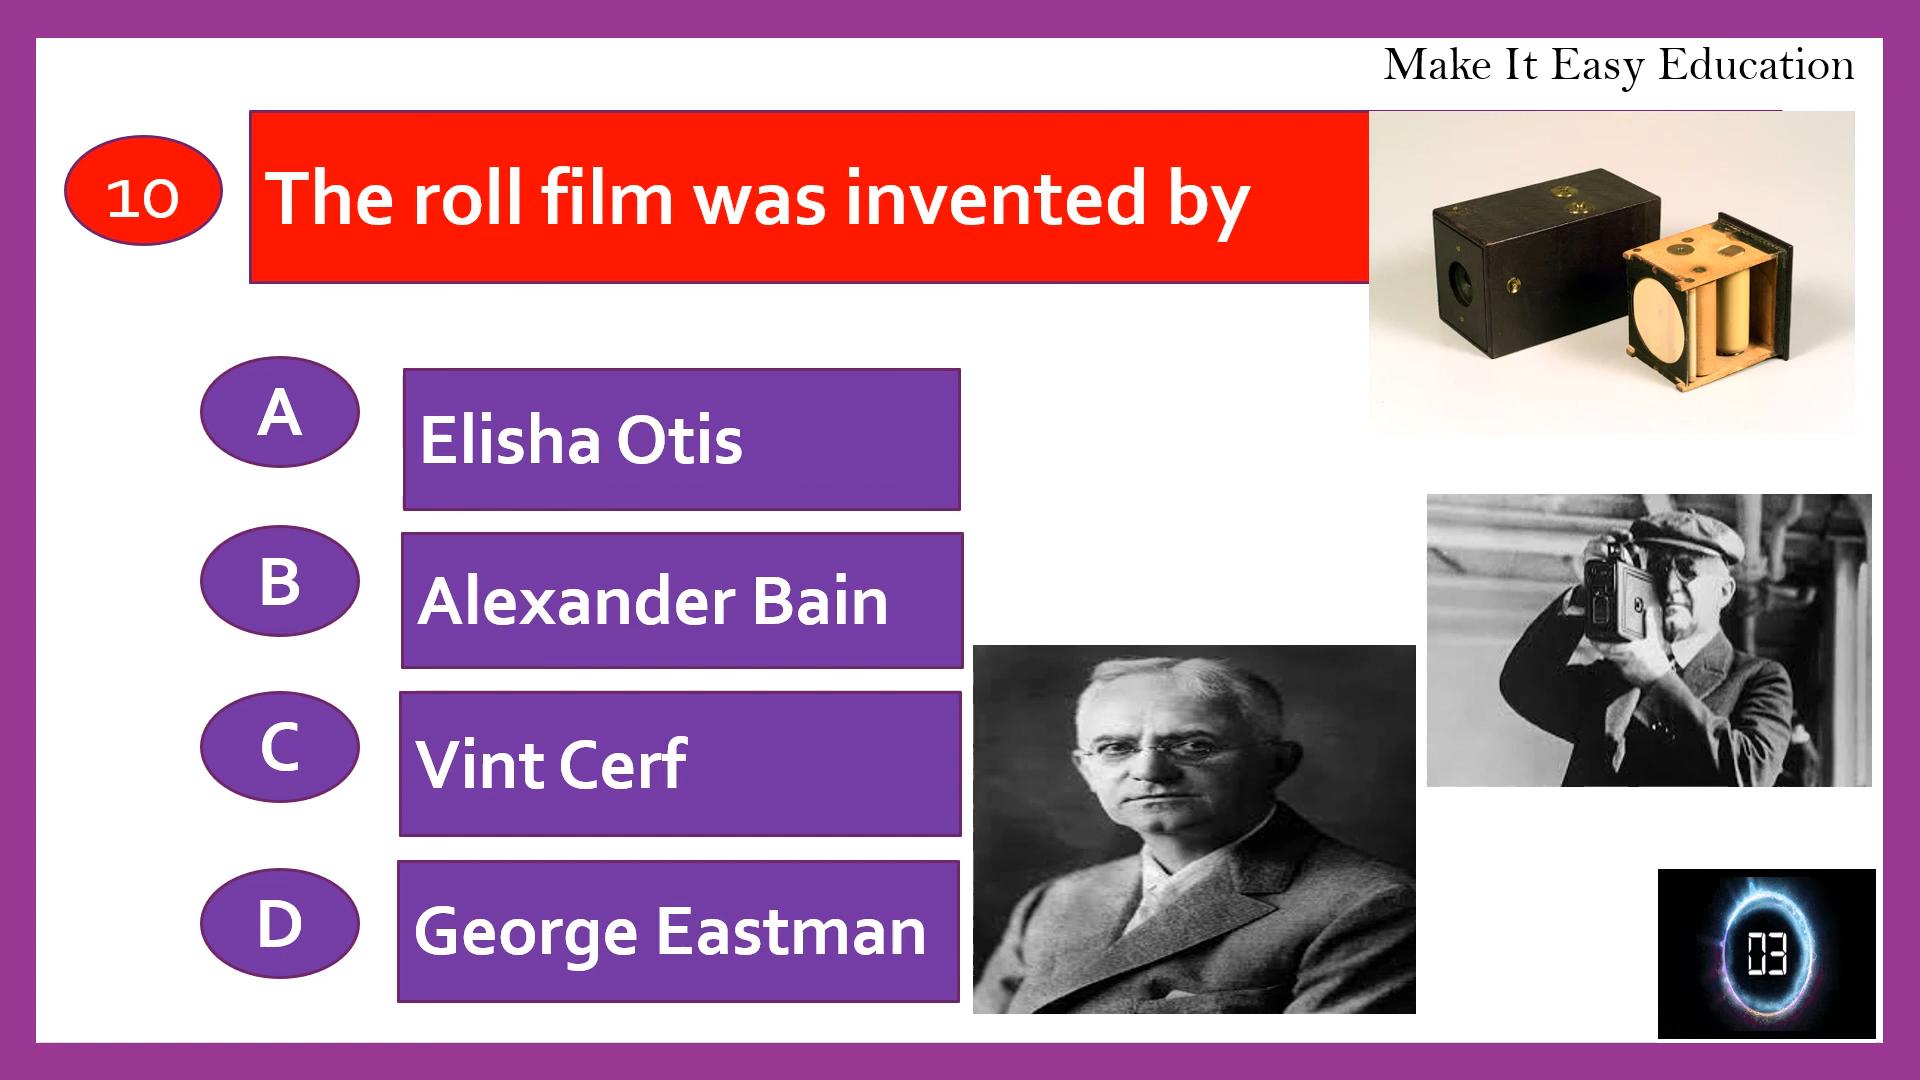 Make It Easy Education
10
The roll film was invented by
A
Elisha Otis
B
Alexander Bain
C
Vint Cerf
D
George Eastman
03